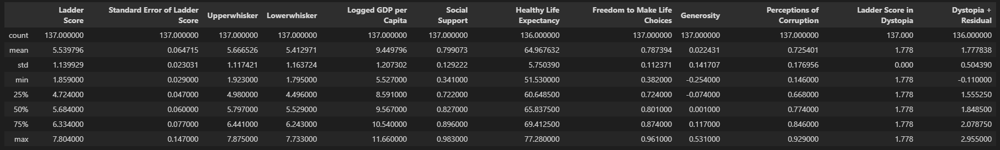 Ladder Score Standard Error of Ladder Score Upperwhisker Lowerwhisker Logged GDP per Capita Social Support Healthy Life Expectancy Freedom to Make Life Choices Generosity Perceptions of Corruption Ladder Score in Dystopia Dystopia + Residual
count 137.000000 137.000000 137.000000 137.000000 137.000000 137.000000 136.000000 137.000000 137.000000 137.000000 137.000 136.000000
mean 5.539796 0.064715 5.666526 5.412971 9.449796 0.799073 64.967632 0.787394 0.022431 0.725401 1.778 1.777838
std 1.139929 0.023031 1.117421 1.163724 1.207302 0.129222 5.750390 0.112371 0.141707 0.176956 0.000 0.504390
min 1.859000 0.029000 1.923000 1.795000 5.527000 0.341000 51.530000 0.382000 -0.254000 0.146000 1.778 -0.110000
25% 4.724000 0.047000 4.980000 4.496000 8.591000 0.722000 60.648500 0.724000 -0.074000 0.668000 1.778 1.555250
50% 5.684000 0.060000 5.797000 5.529000 9.567000 0.827000 65.837500 0.801000 0.001000 0.774000 1.778 1.848500
75% 6.334000 0.077000 6.441000 6.243000 10.540000 0.896000 69.412500 0.874000 0.117000 0.846000 1.778 2.078750
max 7.804000 0.147000 7.875000 7.733000 11.660000 0.983000 77.280000 0.961000 0.531000 0.929000 1.778 2.955000